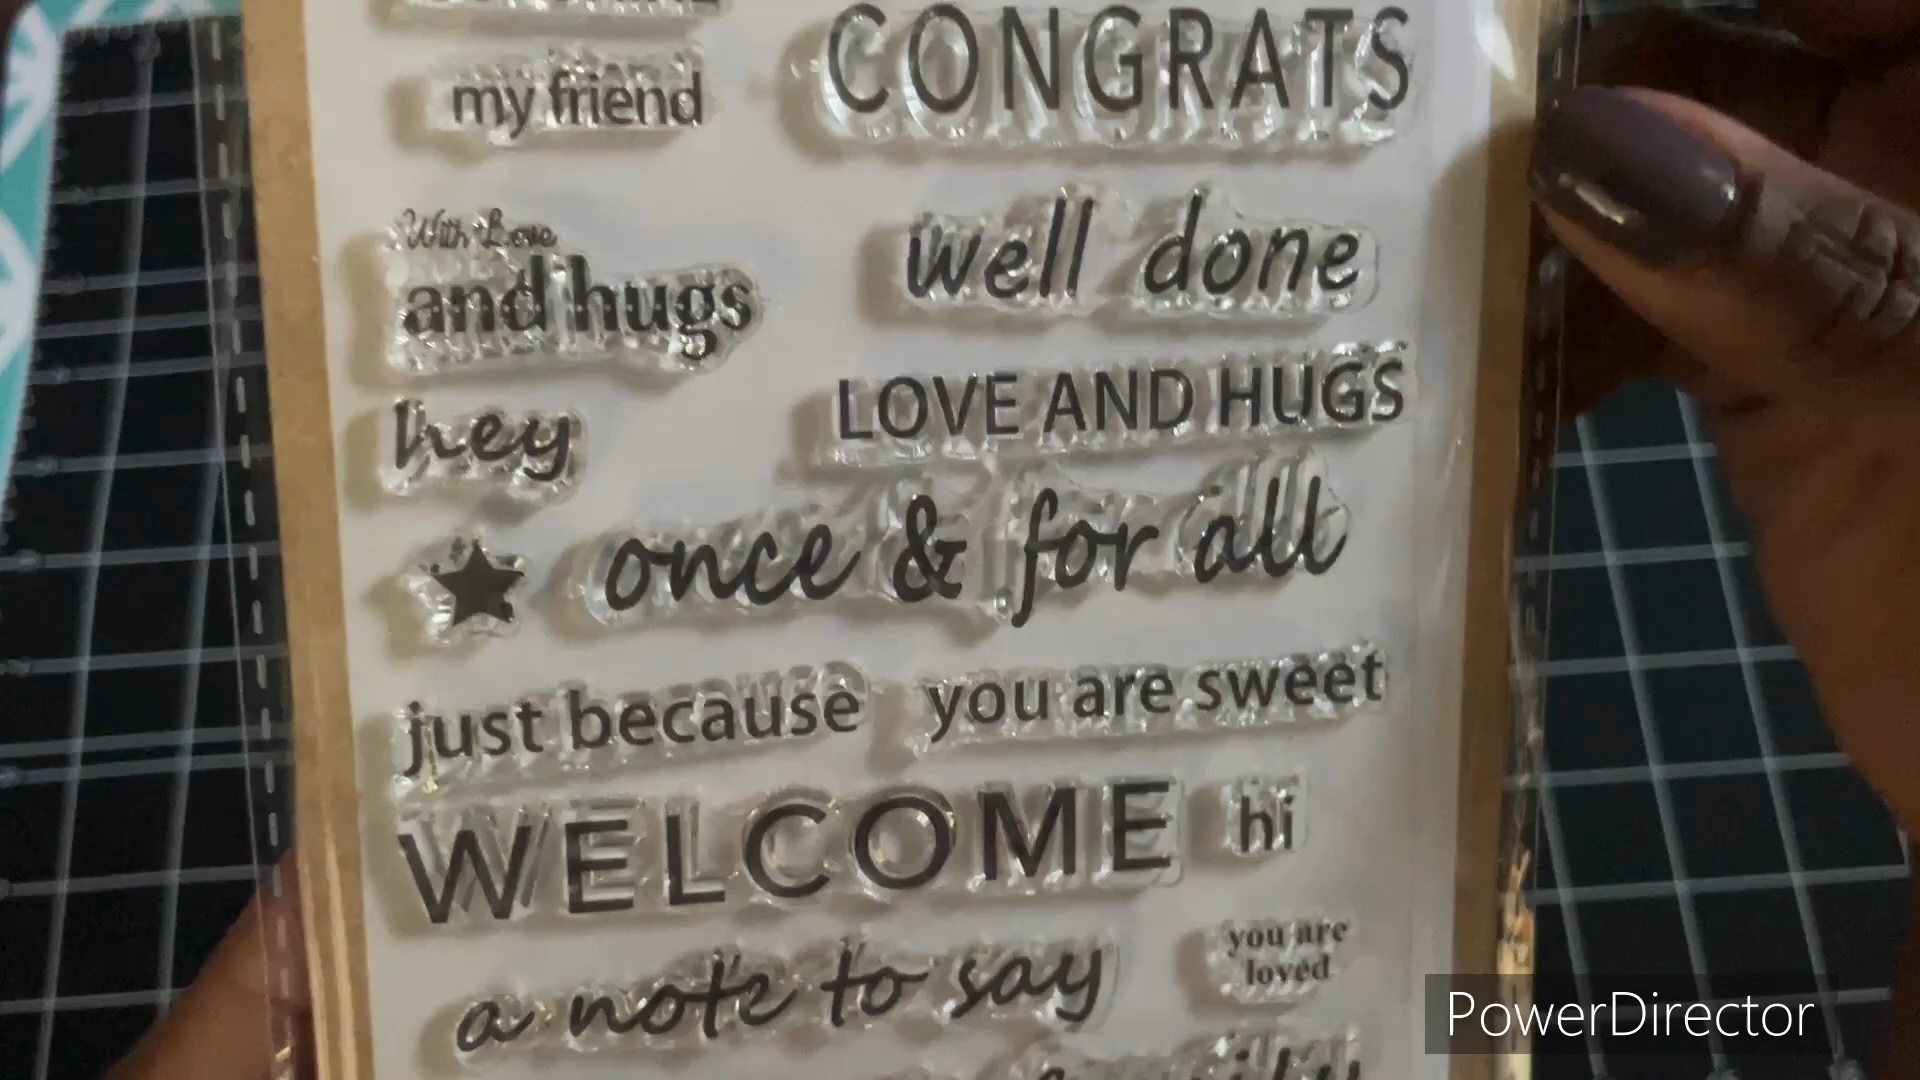 my friend
CONGRATS
With Love
and hugs
well done
LOVE AND HUGS
hey
once & for all
just because
you are sweet
WELCOME
hi
a note to say
you are
loved
PowerDirector